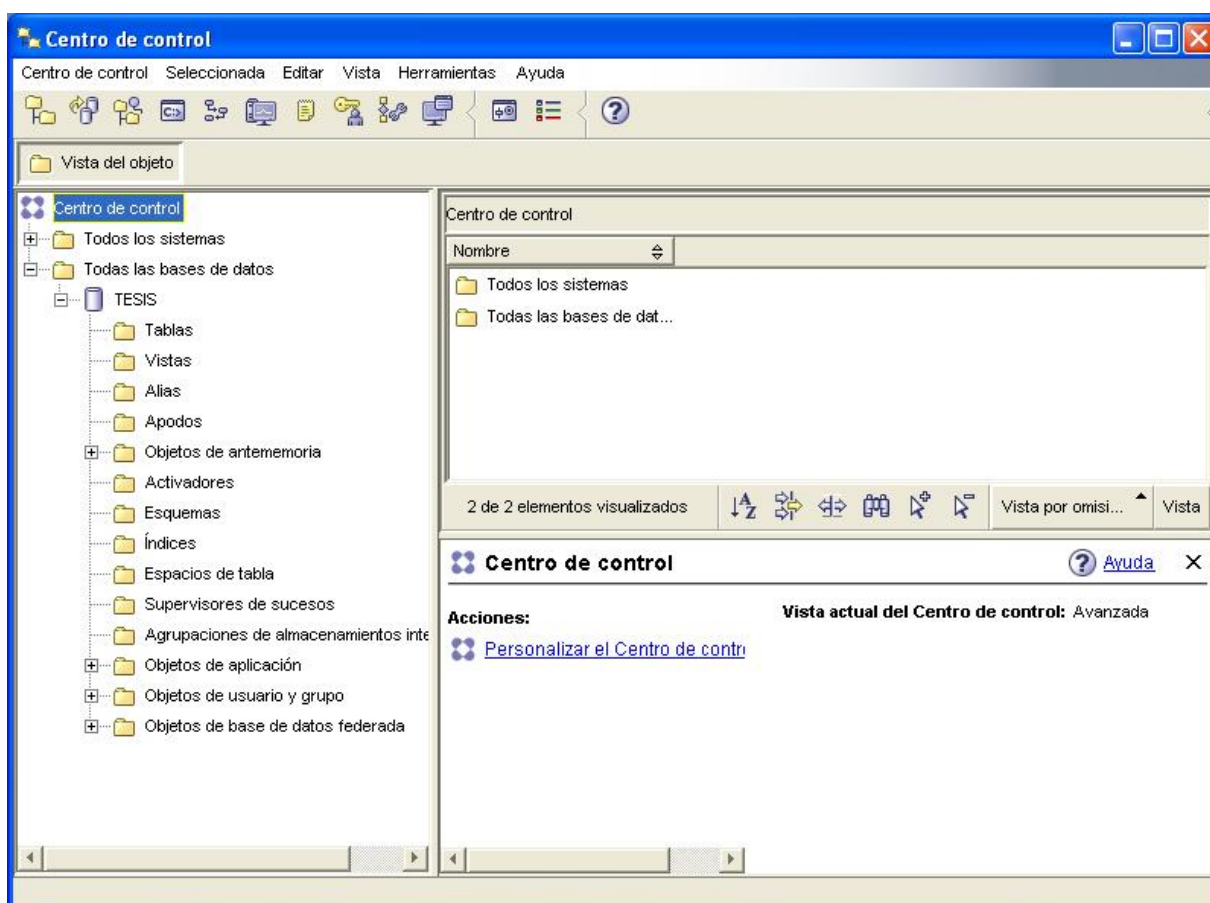 Centro de control
Centro de control Seleccionada Editar Vista Herramientas Ayuda
Vista del objeto
Centro de control
Todos los sistemas
Todas las bases de datos
TESIS
Tablas
Vistas
Alias
Apodos
Objetos de antememoria
Activadores
Esquemas
Índices
Espacios de tabla
Supervisores de sucesos
Agrupaciones de almacenamientos inte
Objetos de aplicación
Objetos de usuario y grupo
Objetos de base de datos federada
Centro de control
Nombre
Todos los sistemas
Todas las bases de dat...
2 de 2 elementos visualizados
Vista por omisi... Vista
Centro de control
Ayuda
Acciones:
Personalizar el Centro de contr
Vista actual del Centro de control: Avanzada